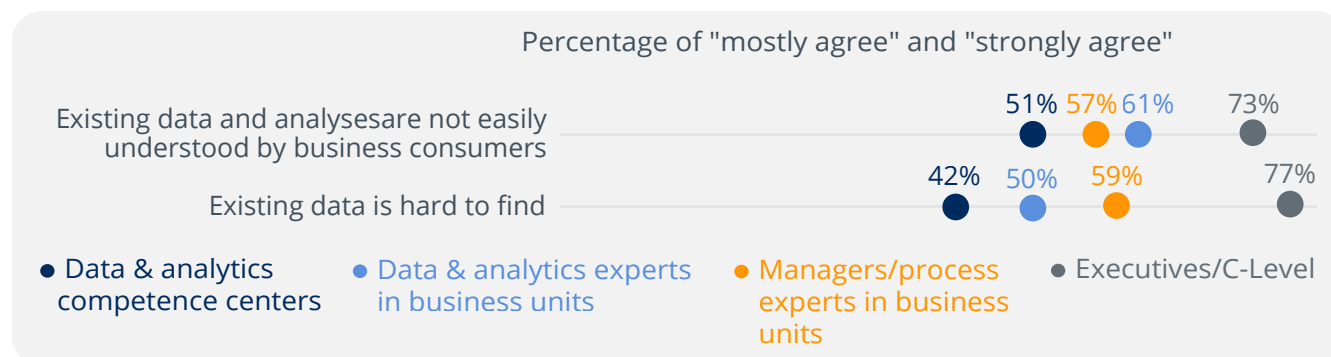 Percentage of "mostly agree" and "strongly agree"
51% 57% 61% 73%
Existing data and analysesare not easily
understood by business consumers
42% 50% 59% 77%
Existing data is hard to find
Data & analytics
competence centers
Data & analytics experts
in business units
Managers/process
experts in business
units
Executives/C-Level